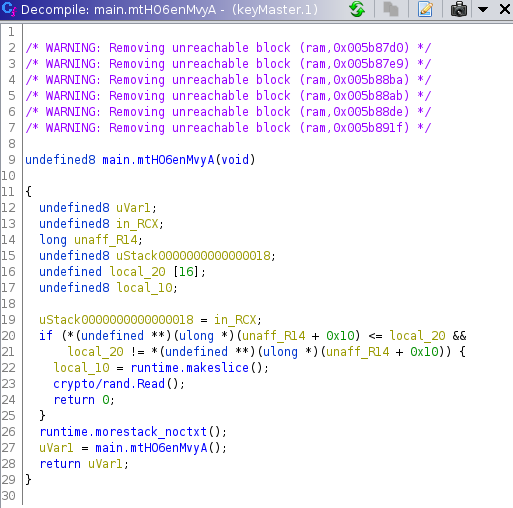 Decompile: main.mtHO6enMvyA - (keyMaster.1)
1
2 /* WARNING: Removing unreachable block (ram,0x005b87d0) */
3 /* WARNING: Removing unreachable block (ram,0x005b87e9) */
4 /* WARNING: Removing unreachable block (ram,0x005b88ba) */
5 /* WARNING: Removing unreachable block (ram,0x005b88ab) */
6 /* WARNING: Removing unreachable block (ram,0x005b88de) */
7 /* WARNING: Removing unreachable block (ram,0x005b891f) */
8
9 undefined8 main.mtHO6enMvyA(void)
10
11 {
12   undefined8 uVar1;
13   undefined8 in_RCX;
14   long unaff_R14;
15   undefined8 uStack0000000000000018;
16   undefined local_20 [16];
17   undefined8 local_10;
18
19   uStack0000000000000018 = in_RCX;
20   if (*(undefined **)(ulong *)(unaff_R14 + 0x10) <= local_20 &&
21       local_20 != *(undefined **)(ulong *)(unaff_R14 + 0x10)) {
22     local_10 = runtime.makeslice();
23     crypto/rand.Read();
24     return 0;
25   }
26   runtime.morestack_noctxt();
27   uVar1 = main.mtHO6enMvyA();
28   return uVar1;
29 }
30